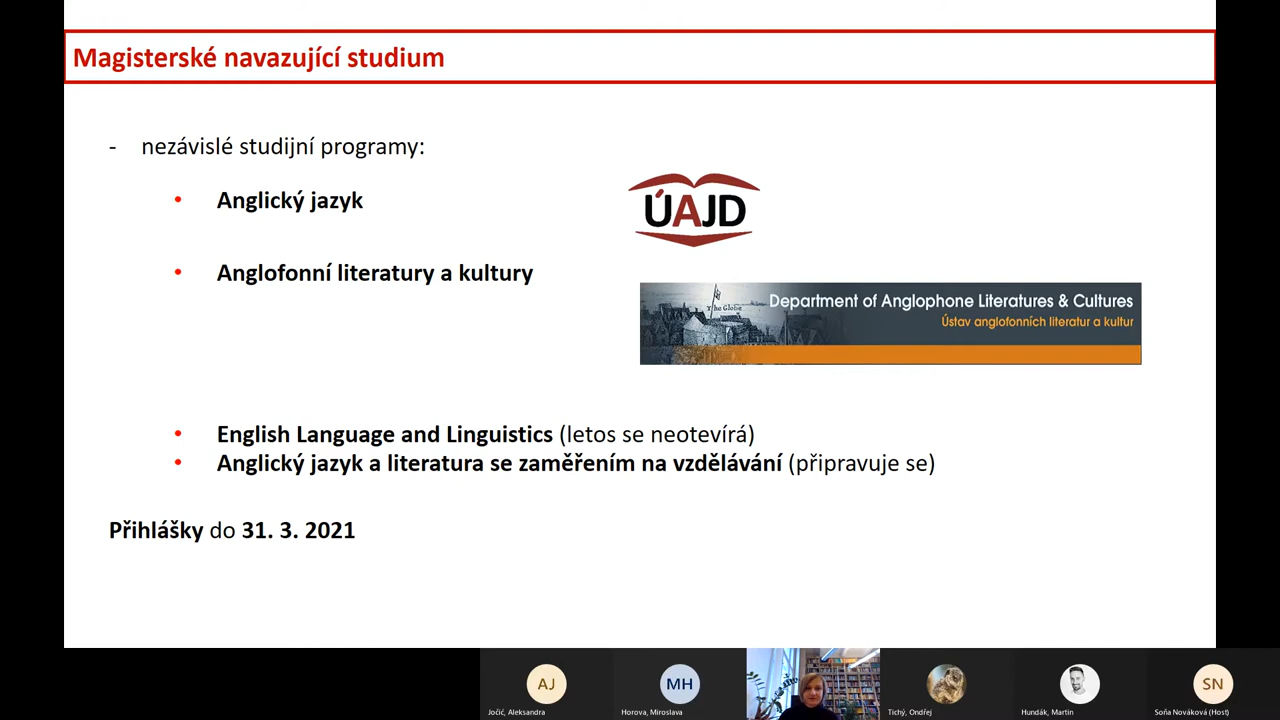 Magisterské navazující studium
- nezávislé studijní programy:
• Anglický jazyk
ÚAJD
• Anglofonní literatury a kultury
The Globe
Department of Anglophone Literatures & Cultures
Ústav anglofonních literatur a kultur
• English Language and Linguistics (letos se neotevírá)
• Anglický jazyk a literatura se zaměřením na vzdělávání (připravuje se)
Přihlášky do 31. 3. 2021
AJ
MH
SN
Jočić, Aleksandra
Horova, Miroslava
Tichý, Ondřej
Hundák, Martin
Soňa Nováková (Host)